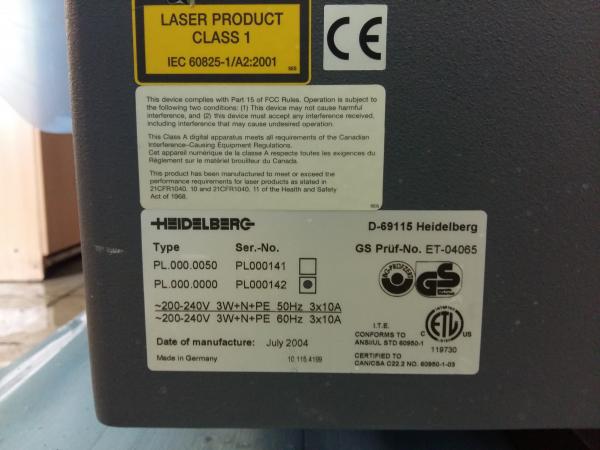 LASER PRODUCT
CLASS 1
IEC 60825-1/A2:2001
CE
This device complies with Part 15 of FCC Rules. Operation is subject to
the following two conditions: (1) This device may not cause harmful
interference, and (2) this device must accept any interference received,
including interference that may cause undesired operation.
This Class A digital apparatus meets all requirements of the Canadian
Interference-Causing Equipment Regulations.
Cet appareil numérique de la classe A respecte toutes les exigences du
Règlement sur le matériel brouilleur du Canada.
This product has been manufactured to meet or exceed the
performance requirements for laser products as stated in
21CFR1040. 10 and 21CFR1040. 11 of the Health and Safety
Act of 1968.
HEIDELBERG
D-69115 Heidelberg
Type Ser.-No.
GS Prüf-No. ET-04065
PL.000.0050 PL000141
PL.000.0000 PL000142
BG-PRÜFZERT
GS
~200-240V 3W+N+PE 50Hz 3x10A
~200-240V 3W+N+PE 60Hz 3x10A
I.T.E.
CONFORMS TO
ANSI/UL STD 60950-1
C ETL US
119730
Date of manufacture: July 2004
Made in Germany
10.115.4199
CERTIFIED TO
CAN/CSA C22.2 NO. 60950-1-03